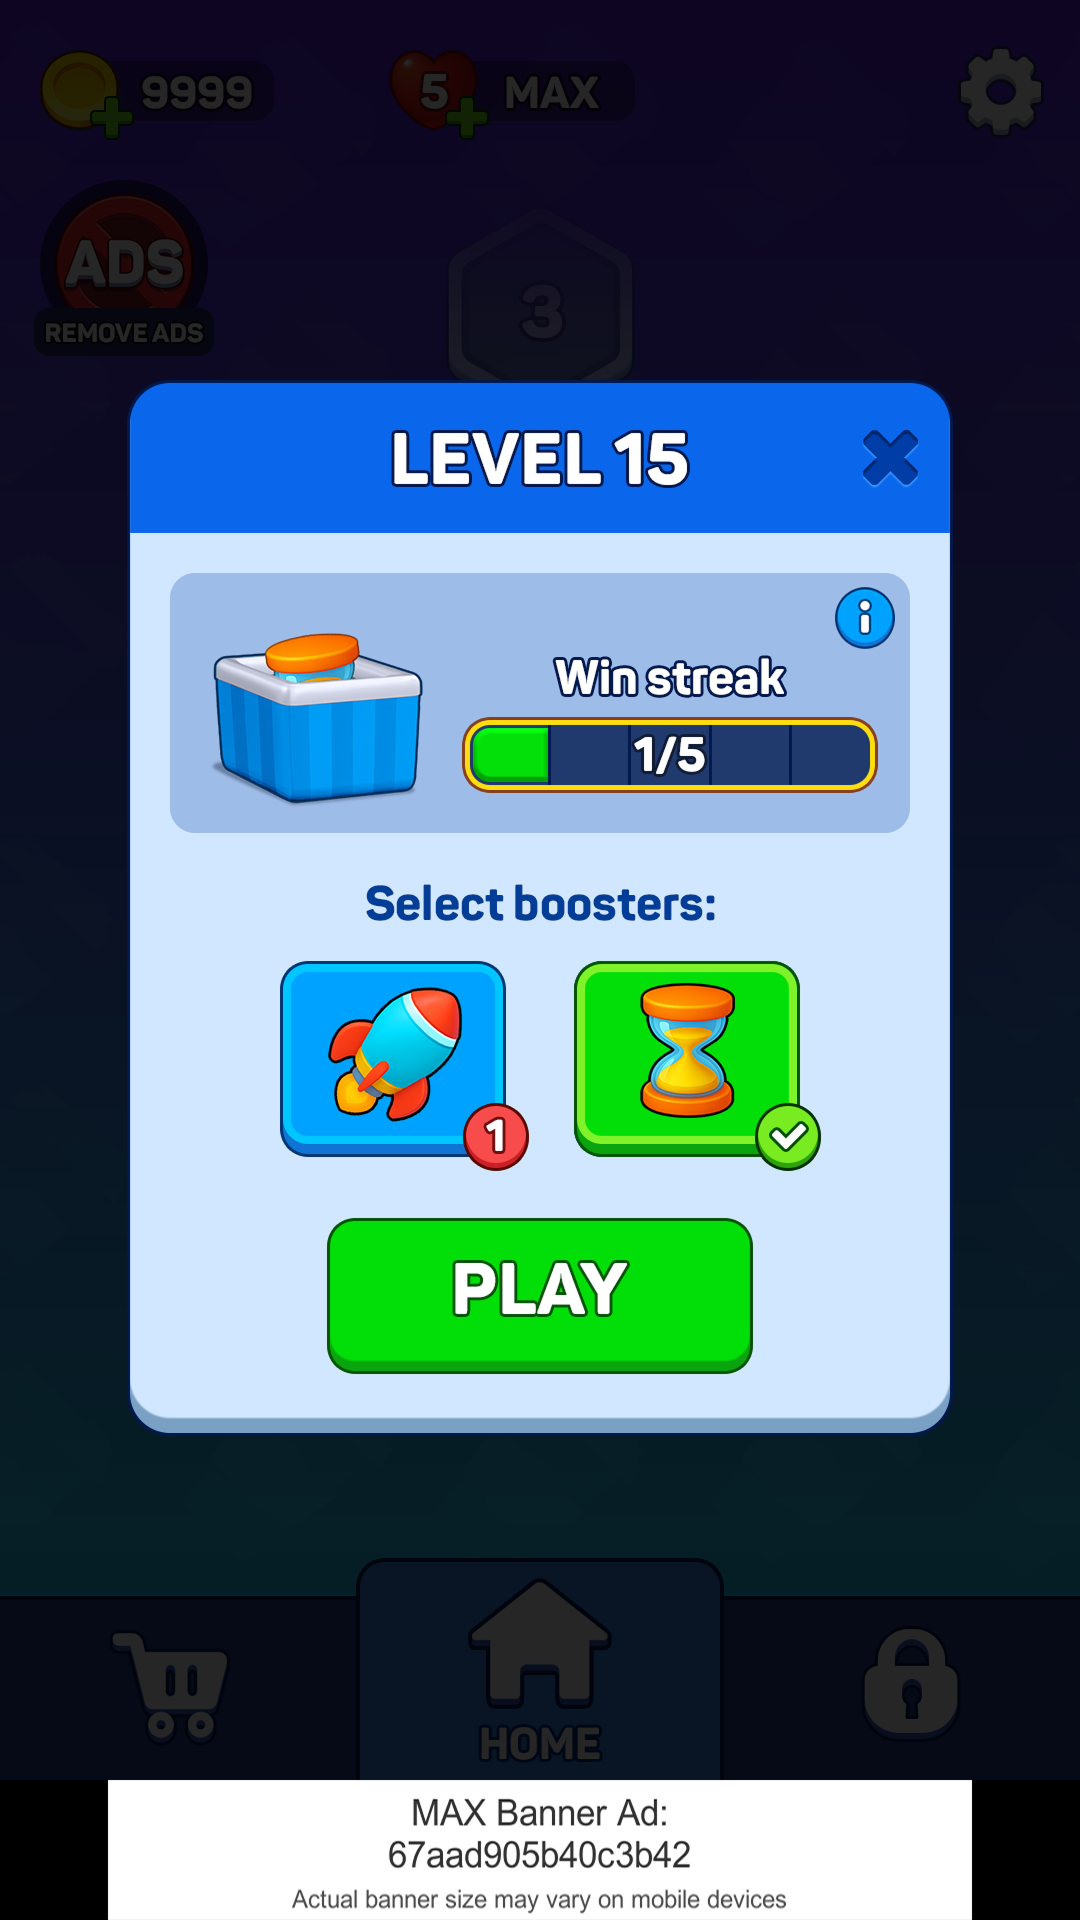 9999
5 MAX
ADS
REMOVE ADS
3
LEVEL 15
Win streak
1/5
Select boosters:
1
PLAY
HOME
MAX Banner Ad:
67aad905b40c3b42
Actual banner size may vary on mobile devices